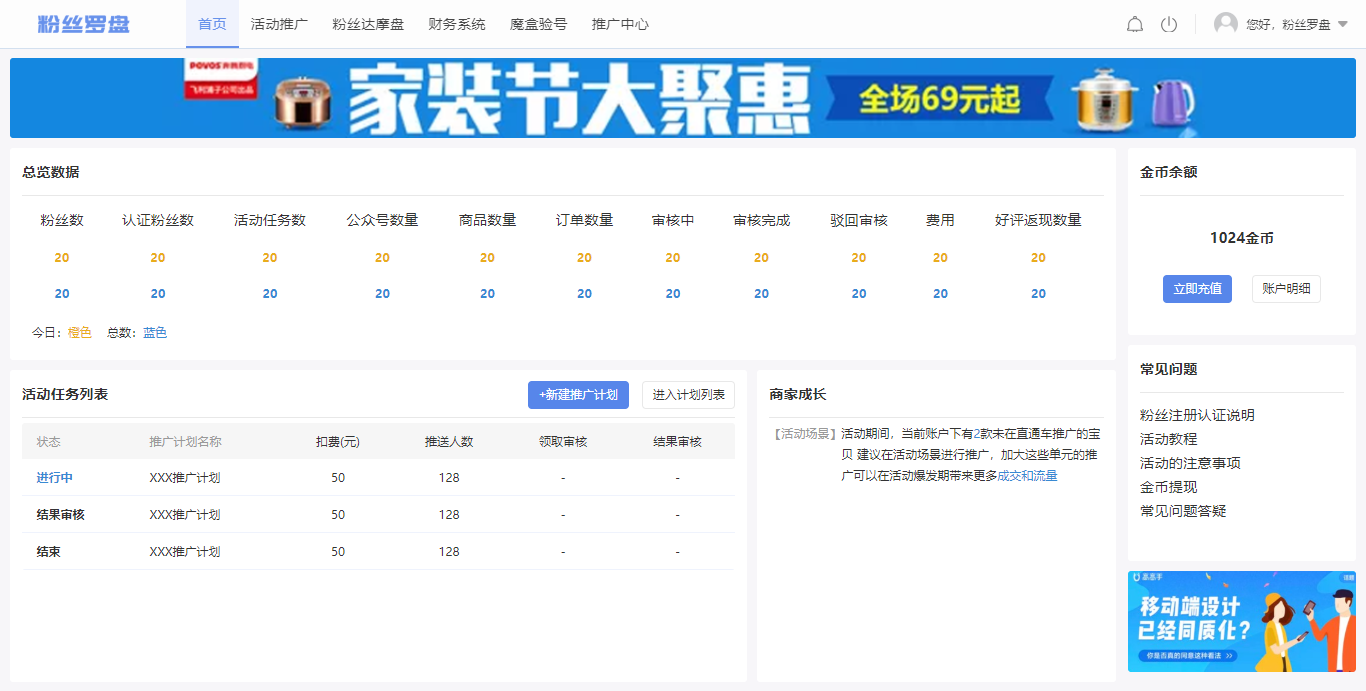 粉丝罗盘 首页 活动推广 粉丝达摩盘 财务系统 魔盒验号 推广中心 您好，粉丝罗盘
POVOS奔腾厨电
飞利浦子公司出品
家装节大聚惠 全场69元起
总览数据
粉丝数 认证粉丝数 活动任务数 公众号数量 商品数量 订单数量 审核中 审核完成 驳回审核 费用 好评返现数量
20 20 20 20 20 20 20 20 20 20 20
20 20 20 20 20 20 20 20 20 20 20
今日：橙色 总数：蓝色
金币余额
1024金币
立即充值 账户明细
活动任务列表 +新建推广计划 进入计划列表
状态 推广计划名称 扣费(元) 推送人数 领取审核 结果审核
进行中 XXX推广计划 50 128 - -
结果审核 XXX推广计划 50 128 - -
结束 XXX推广计划 50 128 - -
商家成长
【活动场景】活动期间，当前账户下有2款未在直通车推广的宝
贝 建议在活动场景进行推广，加大这些单元的推
广可以在活动爆发期带来更多成交和流量
常见问题
粉丝注册认证说明
活动教程
活动的注意事项
金币提现
常见问题答疑
移动端设计
已经同质化？
你是否真的同意这种看法 >>